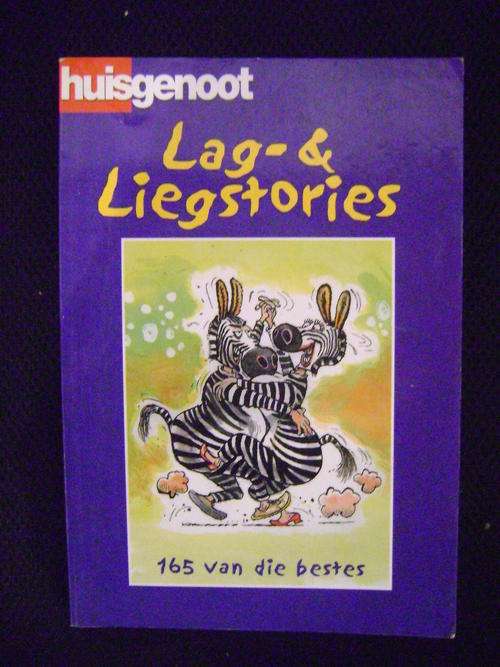 huisgenoot
Lag- &
Liegstories
165 van die bestes